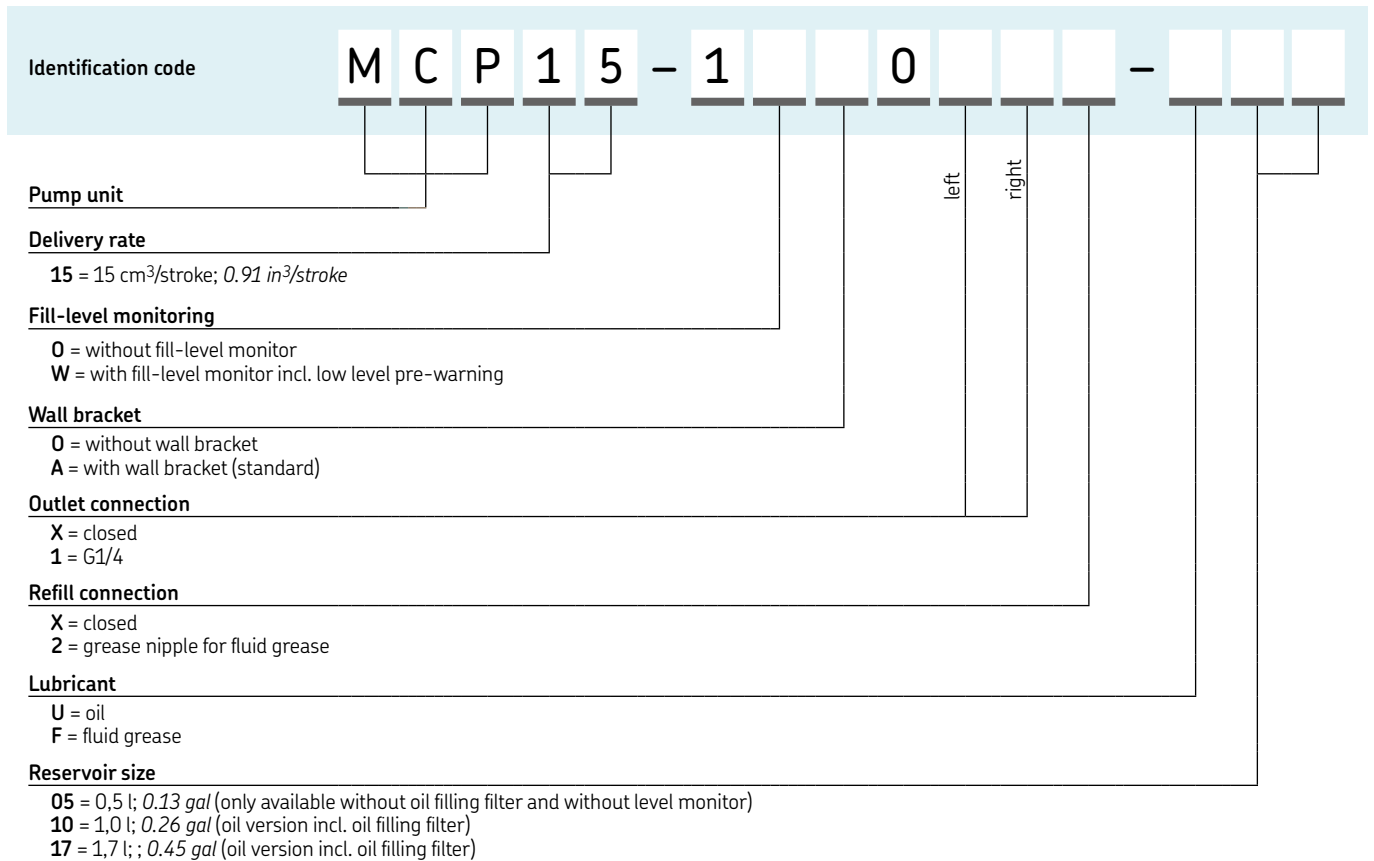 Identification code M C P 1 5 – 1 0 –
left right
Pump unit
Delivery rate
15 = 15 cm³/stroke; 0.91 in³/stroke
Fill-level monitoring
0 = without fill-level monitor
W = with fill-level monitor incl. low level pre-warning
Wall bracket
0 = without wall bracket
A = with wall bracket (standard)
Outlet connection
X = closed
1 = G1/4
Refill connection
X = closed
2 = grease nipple for fluid grease
Lubricant
U = oil
F = fluid grease
Reservoir size
05 = 0,5 l; 0.13 gal (only available without oil filling filter and without level monitor)
10 = 1,0 l; 0.26 gal (oil version incl. oil filling filter)
17 = 1,7 l; ; 0.45 gal (oil version incl. oil filling filter)